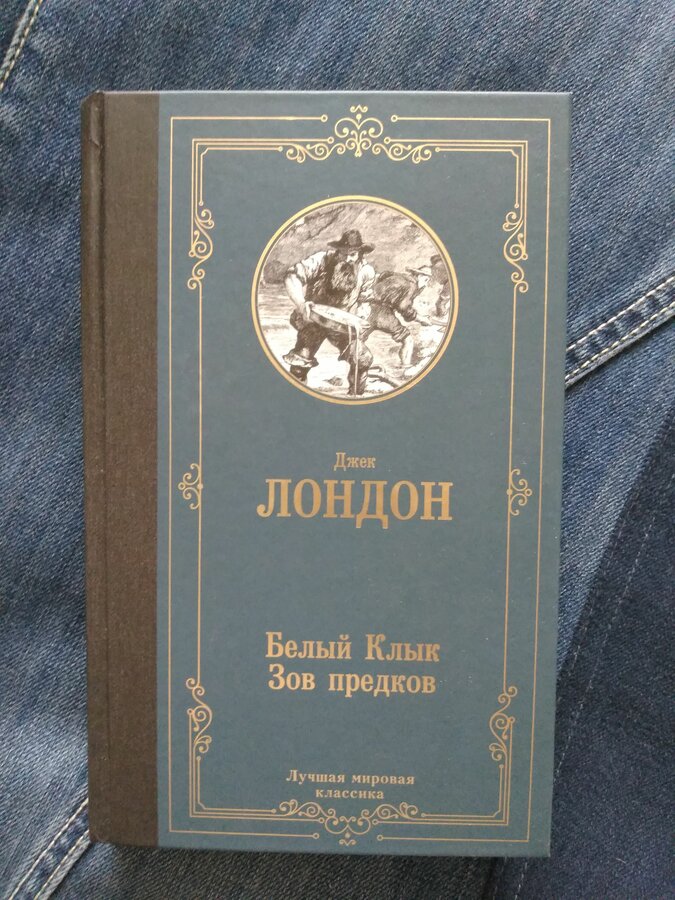 Джек
ЛОНДОН
Белый Клык
Зов предков
Лучшая мировая
классика